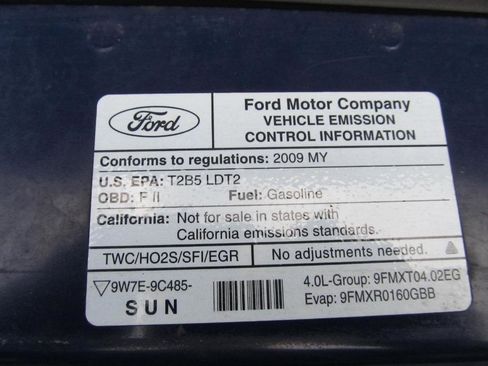 Ford
Ford Motor Company
VEHICLE EMISSION
CONTROL INFORMATION
Conforms to regulations: 2009 MY
U.S. EPA: T2B5 LDT2
OBD: F II Fuel: Gasoline
California: Not for sale in states with
California emissions standards.
TWC/HO2S/SFI/EGR No adjustments needed.
9W7E-9C485-
SUN
4.0L-Group: 9FMXT04.02EG
Evap: 9FMXR0160GBB